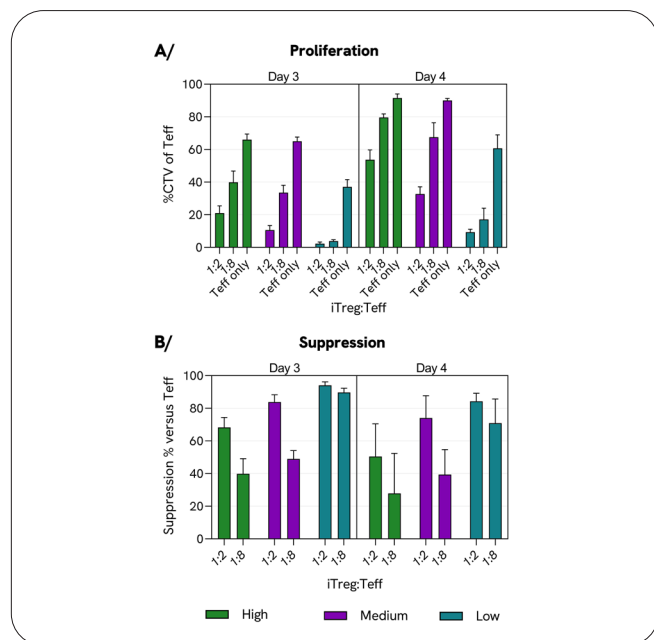 A/ Proliferation
Day 3 Day 4
%CTV of Teff
100
80
60
40
20
0
1:2 1:8 Teff only 1:2 1:8 Teff only 1:2 1:8 Teff only 1:2 1:8 Teff only 1:2 1:8 Teff only 1:2 1:8 Teff only
iTreg:Teff
B/ Suppression
Day 3 Day 4
Suppression % versus Teff
100
80
60
40
20
0
1:2 1:8 1:2 1:8 1:2 1:8 1:2 1:8 1:2 1:8 1:2 1:8
iTreg:Teff
High Medium Low